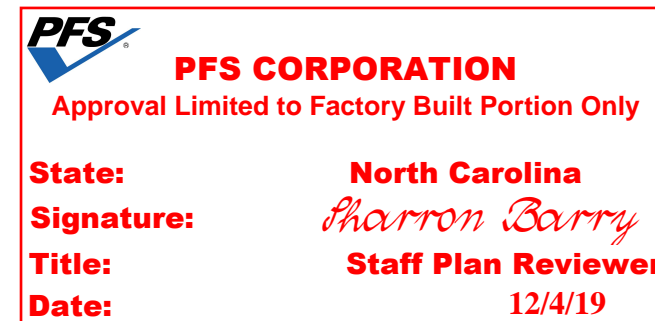 PFS
PFS CORPORATION
Approval Limited to Factory Built Portion Only
State: North Carolina
Signature: Sharron Barry
Title: Staff Plan Reviewer
Date: 12/4/19